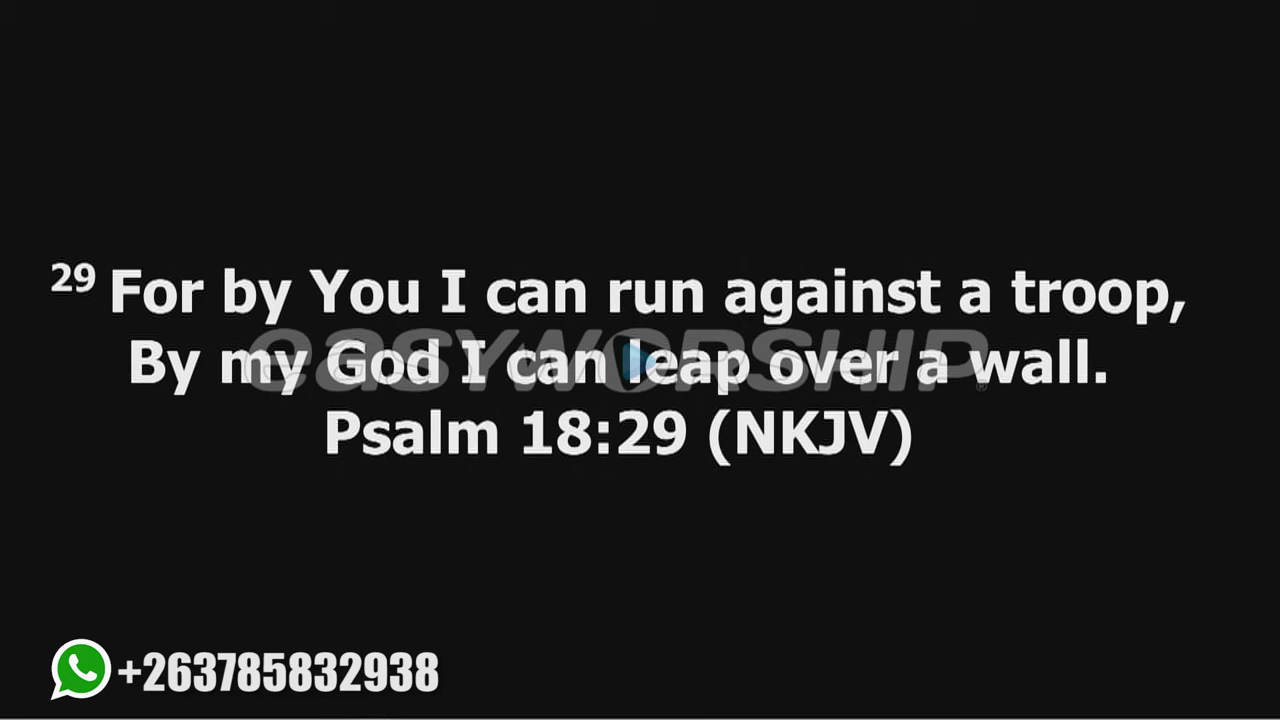 29 For by You I can run against a troop,
By my God I can leap over a wall.
easyworship
Psalm 18:29 (NKJV)
+263785832938